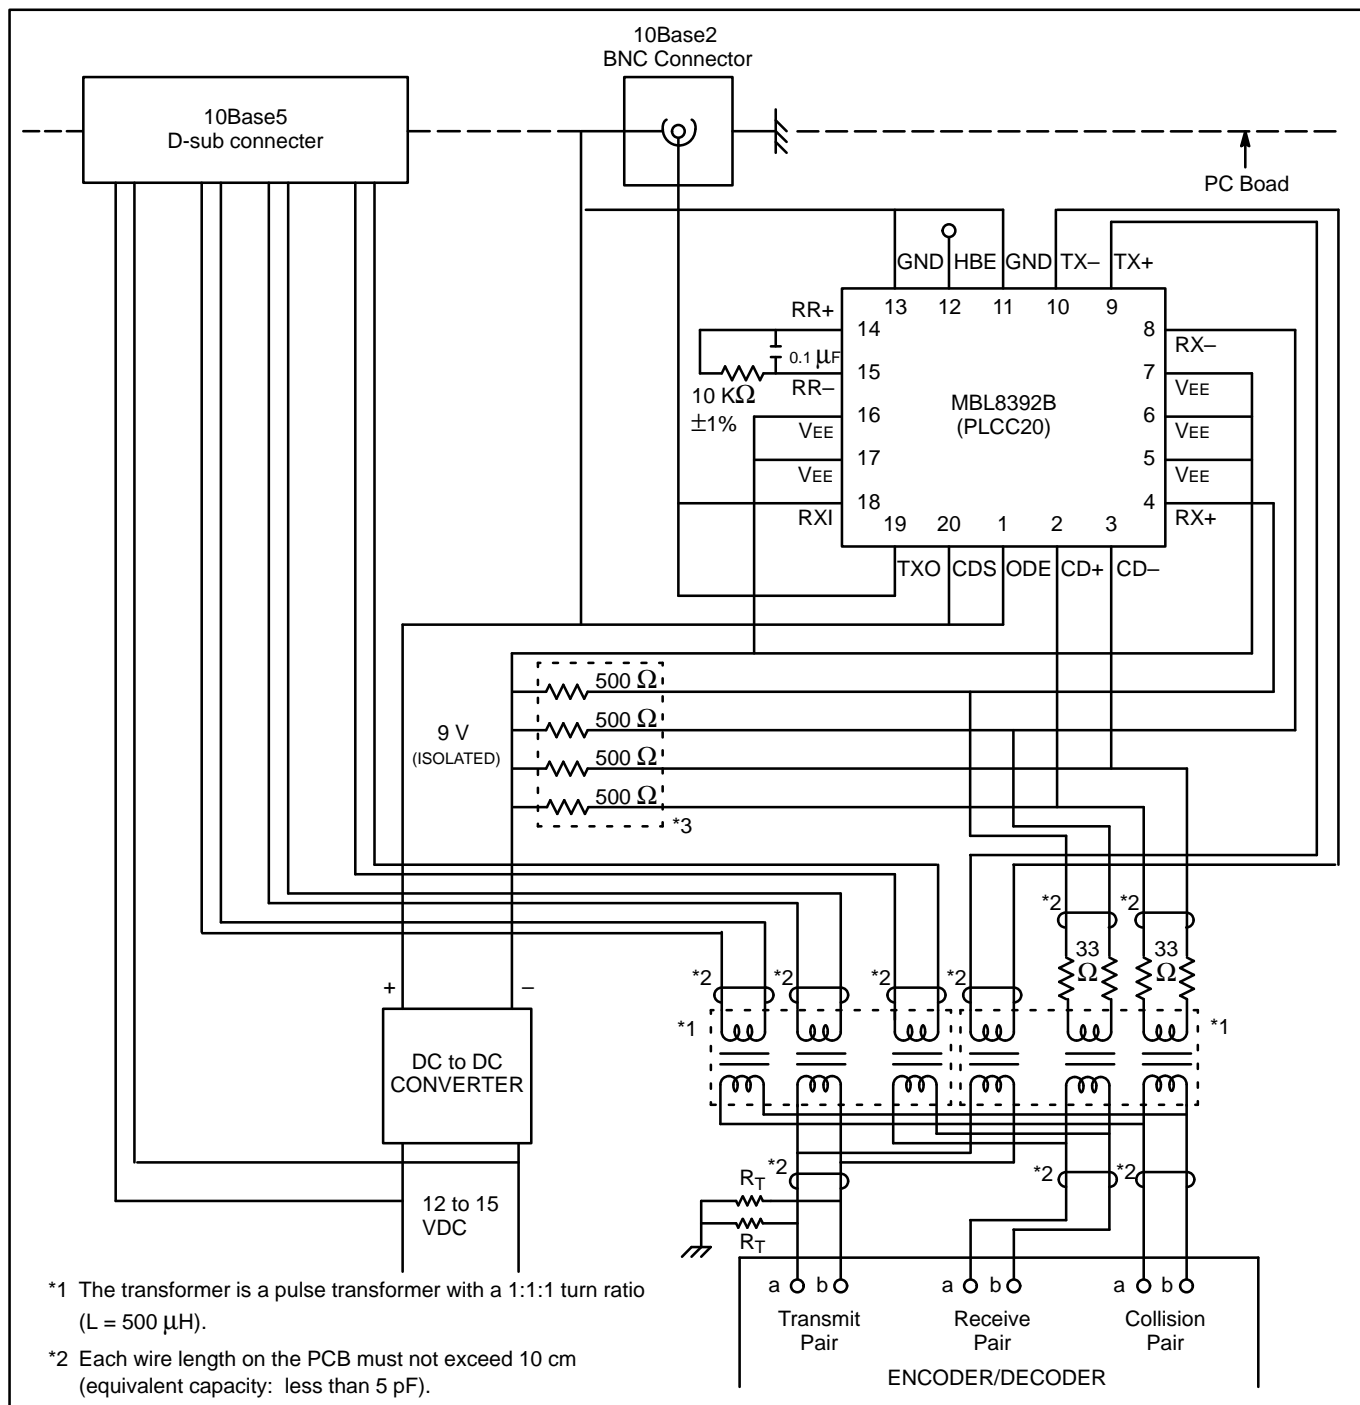 10Base2
BNC Connector
10Base5
D-sub connecter
PC Boad
GND HBE GND TX– TX+
13 12 11 10 9
RR+
14
8
RX–
0.1 μF
15
7
RR–
VEE
10 KΩ
±1%
MBL8392B
(PLCC20)
16
6
VEE
VEE
17
5
VEE
VEE
18
4
RXI
RX+
19 20 1 2 3
TXO CDS ODE CD+ CD–
500 Ω
500 Ω
500 Ω
500 Ω
*3
9 V
(ISOLATED)
*2 *2
33
Ω
33
Ω
*2 *2 *2 *2
+ –
*1 *1
DC to DC
CONVERTER
*2
*2 *2
RT
RT
12 to 15
VDC
a b a b a b
Transmit
Pair
Receive
Pair
Collision
Pair
ENCODER/DECODER
*1 The transformer is a pulse transformer with a 1:1:1 turn ratio
(L = 500 μH).
*2 Each wire length on the PCB must not exceed 10 cm
(equivalent capacity: less than 5 pF).